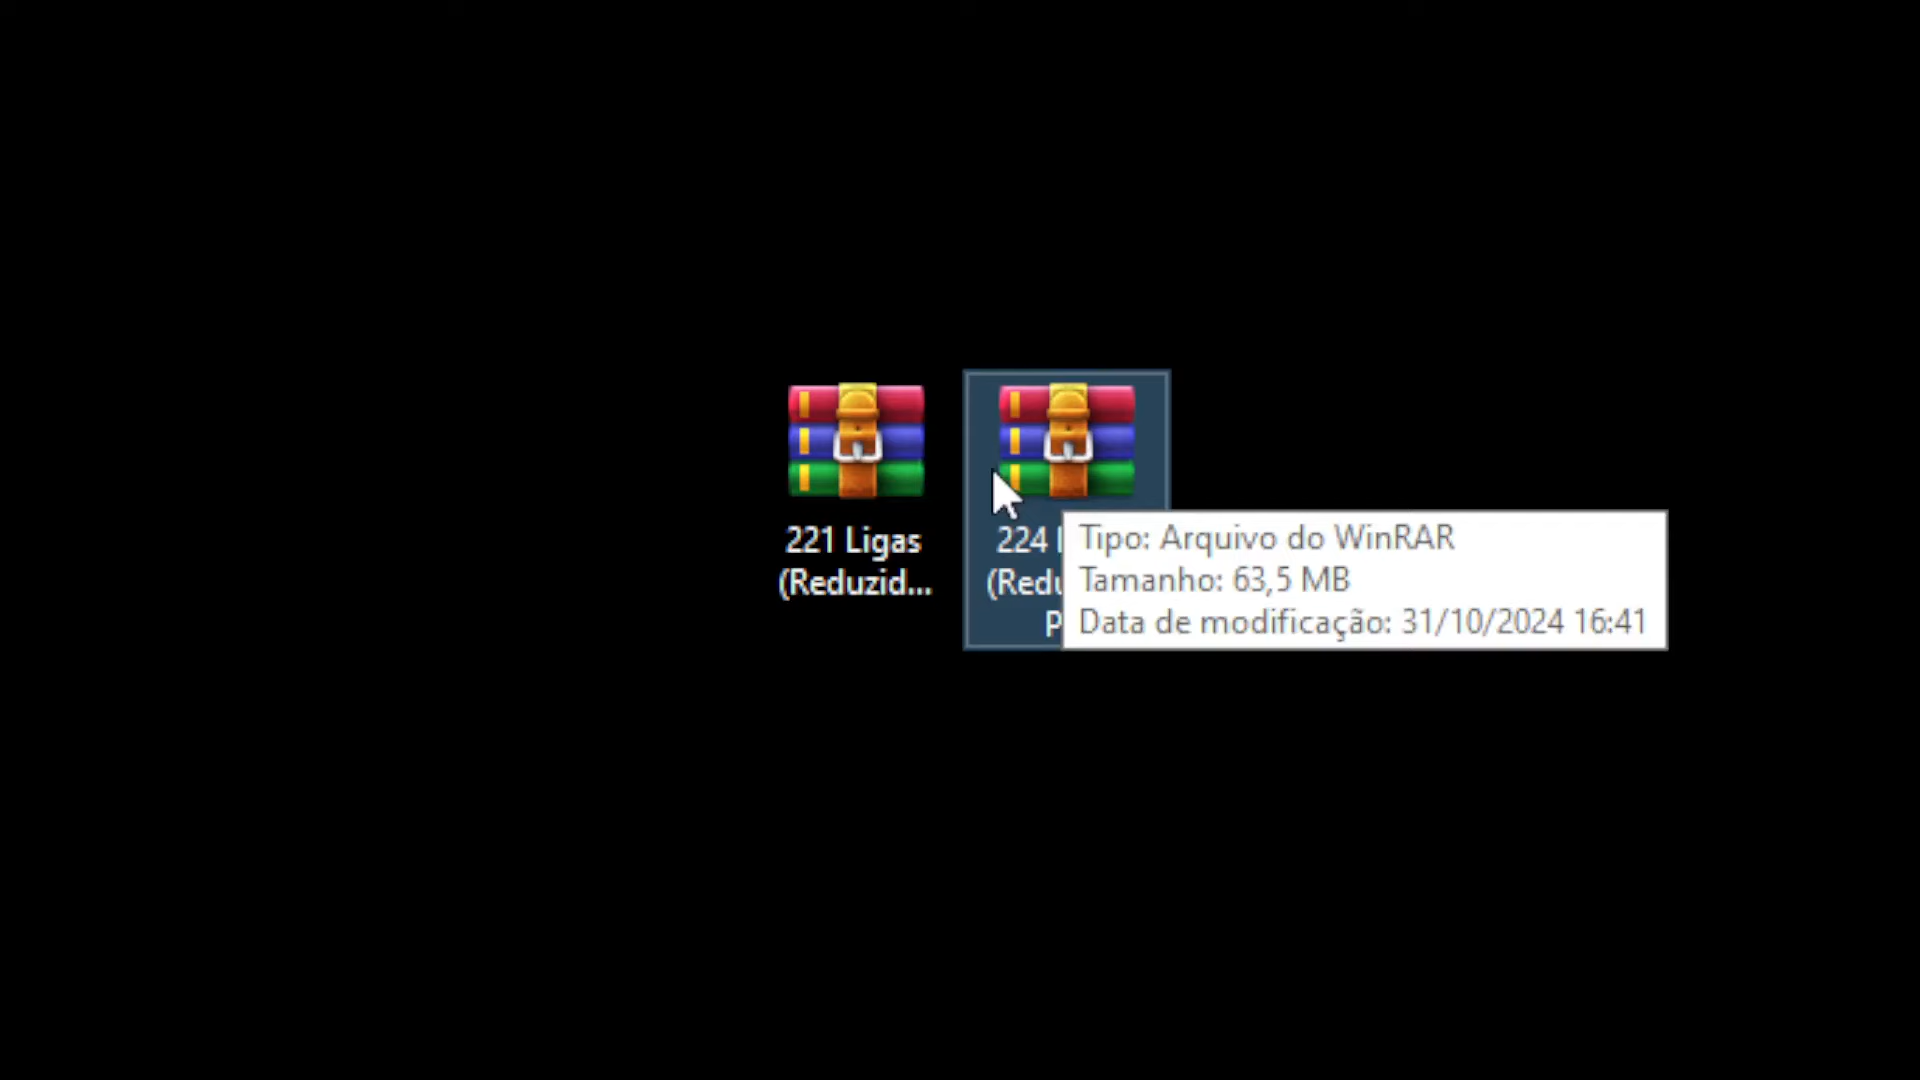 221 Ligas
(Reduzid...
224
(Redu
P
Tipo: Arquivo do WinRAR
Tamanho: 63,5 MB
Data de modificação: 31/10/2024 16:41